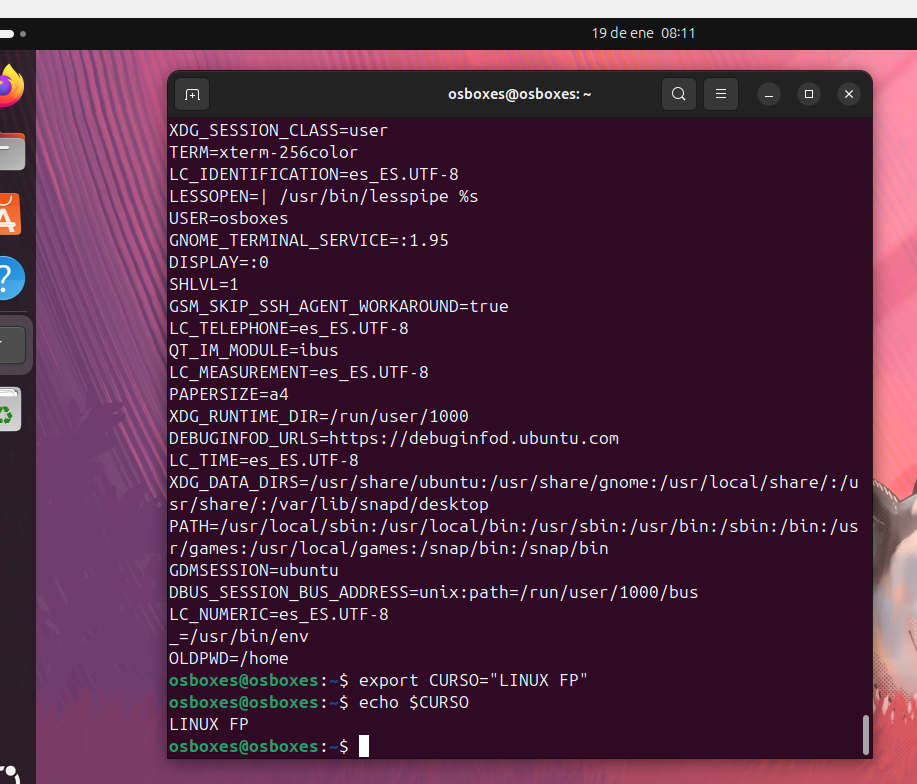 19 de ene 08:11
osboxes@osboxes: ~
XDG_SESSION_CLASS=user
TERM=xterm-256color
LC_IDENTIFICATION=es_ES.UTF-8
LESSOPEN=| /usr/bin/lesspipe %s
USER=osboxes
GNOME_TERMINAL_SERVICE=:1.95
DISPLAY=:0
SHLVL=1
GSM_SKIP_SSH_AGENT_WORKAROUND=true
LC_TELEPHONE=es_ES.UTF-8
QT_IM_MODULE=ibus
LC_MEASUREMENT=es_ES.UTF-8
PAPERSIZE=a4
XDG_RUNTIME_DIR=/run/user/1000
DEBUGINFOD_URLS=https://debuginfod.ubuntu.com
LC_TIME=es_ES.UTF-8
XDG_DATA_DIRS=/usr/share/ubuntu:/usr/share/gnome:/usr/local/share/:/u
sr/share/:/var/lib/snapd/desktop
PATH=/usr/local/sbin:/usr/local/bin:/usr/sbin:/usr/bin:/sbin:/bin:/us
r/games:/usr/local/games:/snap/bin:/snap/bin
GDMSESSION=ubuntu
DBUS_SESSION_BUS_ADDRESS=unix:path=/run/user/1000/bus
LC_NUMERIC=es_ES.UTF-8
_=/usr/bin/env
OLDPWD=/home
osboxes@osboxes:~$ export CURSO="LINUX FP"
osboxes@osboxes:~$ echo $CURSO
LINUX FP
osboxes@osboxes:~$